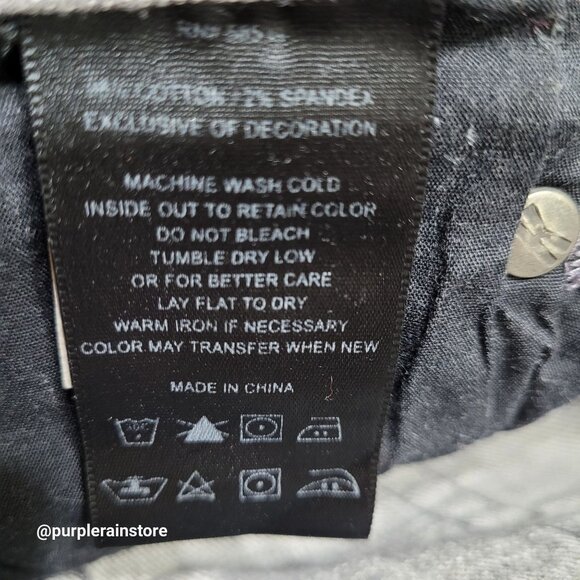 COTTON / 2% SPANDEX
EXCLUSIVE OF DECORATION
MACHINE WASH COLD
INSIDE OUT TO RETAIN COLOR
DO NOT BLEACH
TUMBLE DRY LOW
OR FOR BETTER CARE
LAY FLAT TO DRY
WARM IRON IF NECESSARY
COLOR MAY TRANSFER WHEN NEW
MADE IN CHINA
@purplerainstore